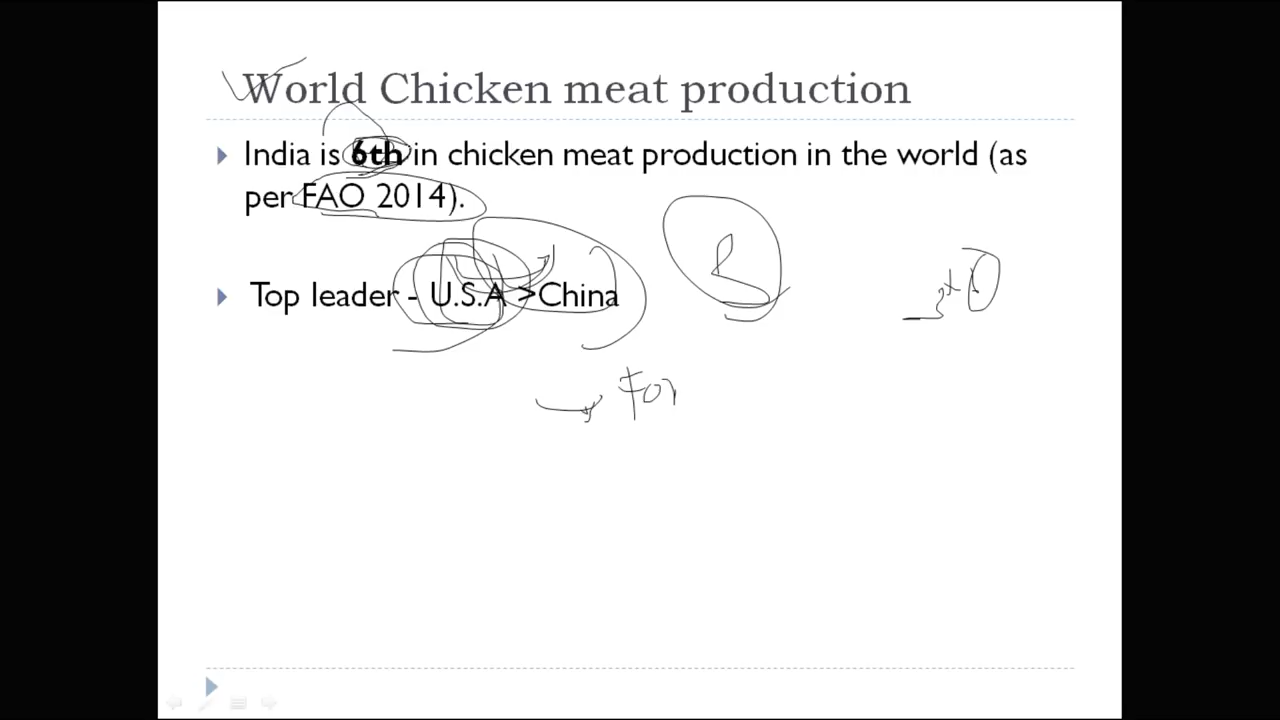 World Chicken meat production
India is 6th in chicken meat production in the world (as
per FAO 2014).
Top leader - U.S.A >China
For